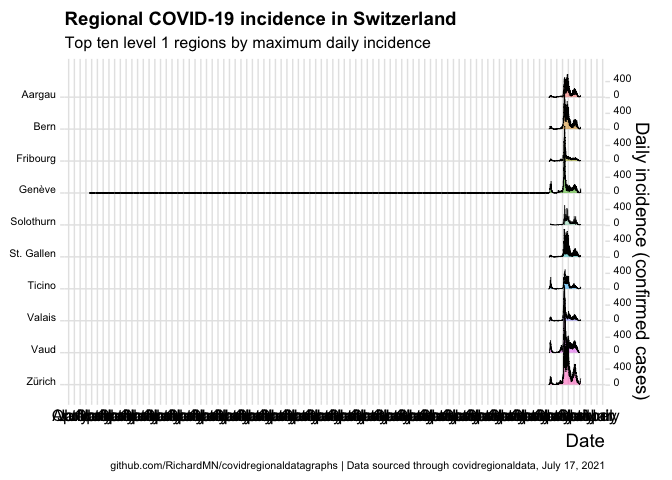 Regional COVID-19 incidence in Switzerland
Top ten level 1 regions by maximum daily incidence
Aargau
Bern
Fribourg
Genève
Solothurn
St. Gallen
Ticino
Valais
Vaud
Zürich
400
0
400
0
400
0
400
0
400
0
400
0
400
0
400
0
400
0
400
0
Daily incidence (confirmed cases)
Date
github.com/RichardMN/covidregionaldatagraphs | Data sourced through covidregionaldata, July 17, 2021